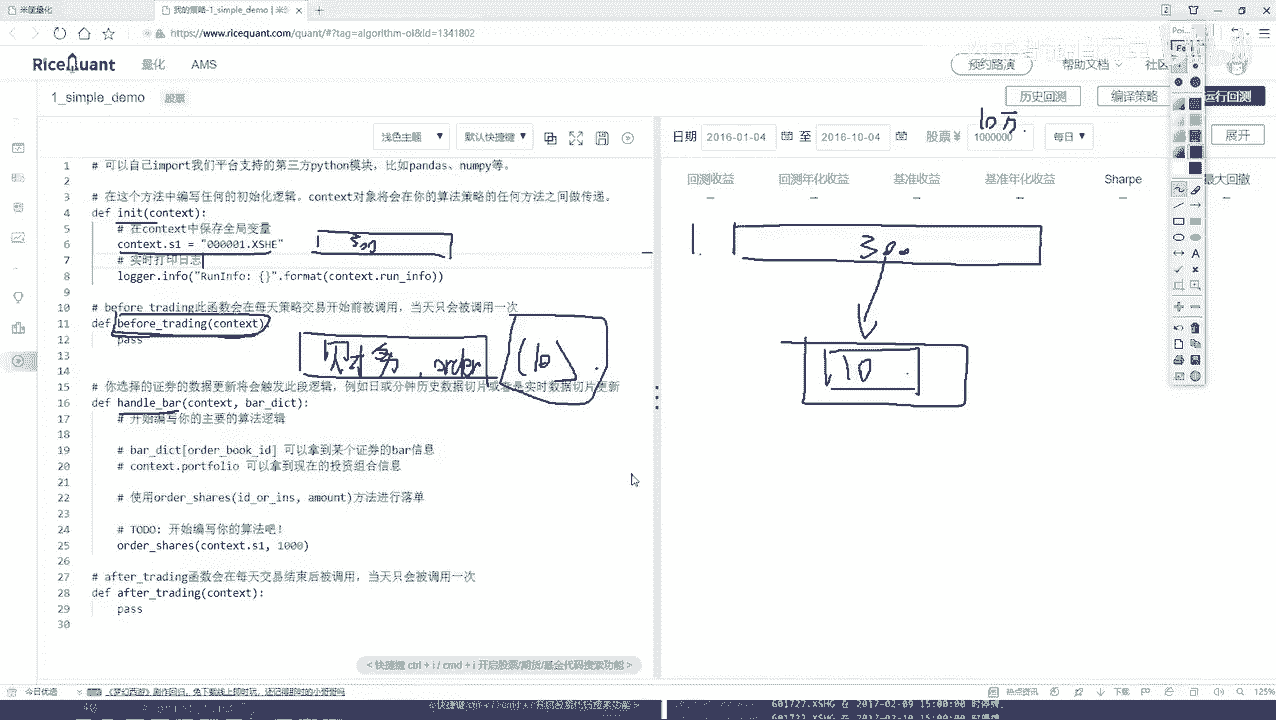 米筐量化
我的策略-1_simple_demo | 米
https://www.ricequant.com/quant/#?tag=algorithm-ol&id=1341802
RiceQuant 量化 AMS 预约路演 帮助文档 社区
1_simple_demo 股票 历史回测 编译策略 运行回测
浅色主题 默认快捷键 日期 2016-01-04 至 2016-10-04 股票 ¥ 1000000 每日 展开
10万.
回测收益 回测年化收益 基准收益 基准年化收益 Sharpe 最大回撤
1 # 可以自己import我们平台支持的第三方python模块，比如pandas、numpy等。
2
3 # 在这个方法中编写任何的初始化逻辑。context对象将会在你的算法策略的任何方法之间做传递。
4 def init(context):
5 # 在context中保存全局变量
6 context.s1 = "000001.XSHE"
7 # 实时打印日志
8 logger.info("RunInfo: {}".format(context.run_info))
9
10 # before_trading此函数会在每天策略交易开始前被调用，当天只会被调用一次
11 def before_trading(context):
12 pass
13
14
15 # 你选择的证券的数据更新将会触发此段逻辑，例如日或分钟历史数据切片或者是实时数据切片更新
16 def handle_bar(context, bar_dict):
17 # 开始编写你的主要的算法逻辑
18
19 # bar_dict[order_book_id] 可以拿到某个证券的bar信息
20 # context.portfolio 可以拿到现在的投资组合信息
21
22 # 使用order_shares(id_or_ins, amount)方法进行落单
23
24 # TODO: 开始编写你的算法吧！
25 order_shares(context.s1, 1000)
26
27 # after_trading函数会在每天交易结束后被调用，当天只会被调用一次
28 def after_trading(context):
29 pass
30
300
财务, order
(10)
1.
300
10
< 快捷键 ctrl + i / cmd + i 开启股票/期货/基金代码搜索功能 >
今日优选 热点资讯 下载 125%
601727.XSHG 在 2017-02-09 15:00:00 时停牌.